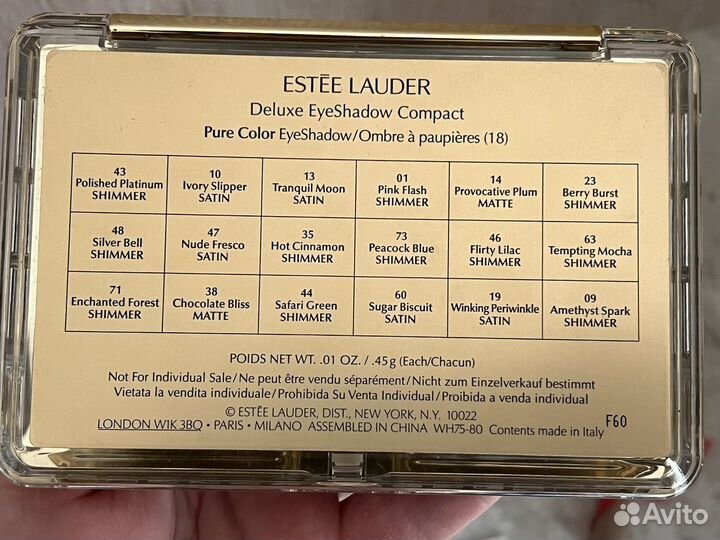 ESTĒE LAUDER
Deluxe EyeShadow Compact
Pure Color EyeShadow/Ombre à paupières (18)
43
Polished Platinum
SHIMMER
10
Ivory Slipper
SATIN
13
Tranquil Moon
SATIN
01
Pink Flash
SHIMMER
14
Provocative Plum
MATTE
23
Berry Burst
SHIMMER
48
Silver Bell
SHIMMER
47
Nude Fresco
SATIN
35
Hot Cinnamon
SHIMMER
73
Peacock Blue
SHIMMER
46
Flirty Lilac
SHIMMER
63
Tempting Mocha
SHIMMER
71
Enchanted Forest
SHIMMER
38
Chocolate Bliss
MATTE
44
Safari Green
SHIMMER
60
Sugar Biscuit
SATIN
19
Winking Periwinkle
SATIN
09
Amethyst Spark
SHIMMER
POIDS NET WT. .01 OZ. / .45g (Each/Chacun)
Not For Individual Sale/Ne peut être vendu séparément/Nicht zum Einzelverkauf bestimmt
Vietata la vendita individuale/Prohibida Su Venta Individual/Proibida a venda individual
© ESTĒE LAUDER, DIST., NEW YORK, N.Y. 10022
LONDON W1K 3BQ • PARIS • MILANO ASSEMBLED IN CHINA WH75-80 Contents made in Italy
F60
Avito